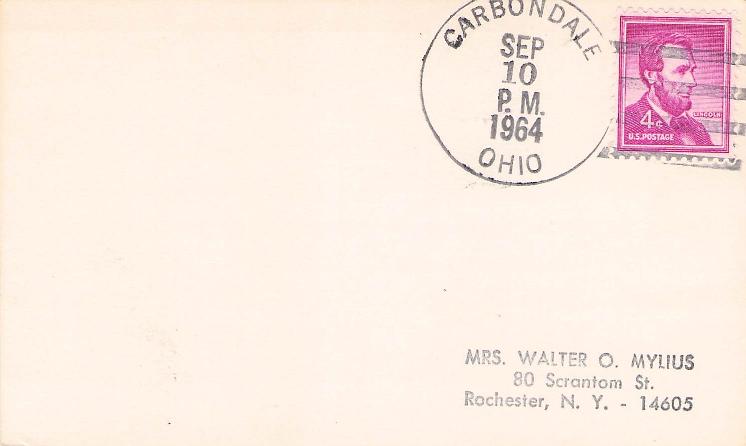 CARBONDALE
SEP
10
P. M.
1964
OHIO
4¢
LINCOLN
U.S. POSTAGE
MRS. WALTER O. MYLIUS
80 Scrantom St.
Rochester, N. Y. - 14605